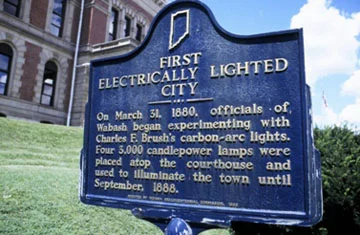 FIRST
ELECTRICALLY LIGHTED
CITY
On March 31, 1880, officials of
Wabash began experimenting with
Charles F. Brush's carbon-arc lights.
Four 5,000 candlepower lamps were
placed atop the courthouse and
used to illuminate the town until
September, 1888.